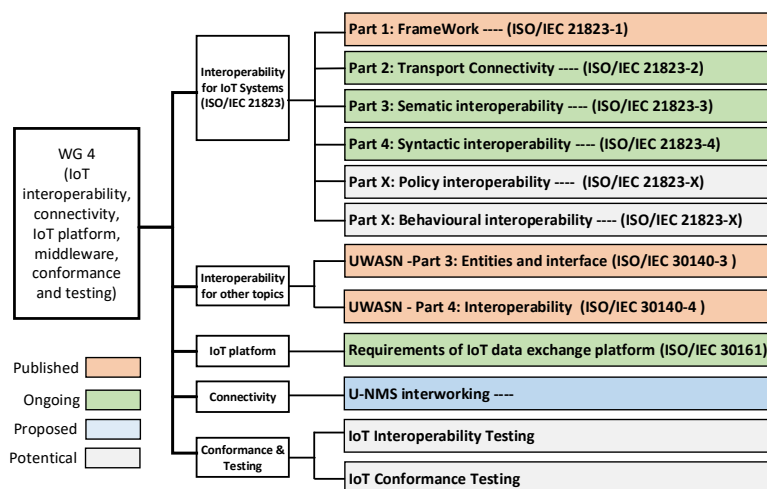 WG 4
(IoT
interoperability,
connectivity,
IoT platform,
middleware,
conformance
and testing)
Interoperability
for IoT Systems
(ISO/IEC 21823)
Part 1: FrameWork ---- (ISO/IEC 21823-1)
Part 2: Transport Connectivity ---- (ISO/IEC 21823-2)
Part 3: Sematic interoperability ---- (ISO/IEC 21823-3)
Part 4: Syntactic interoperability ---- (ISO/IEC 21823-4)
Part X: Policy interoperability ---- (ISO/IEC 21823-X)
Part X: Behavioural interoperability ---- (ISO/IEC 21823-X)
Interoperability
for other topics
UWASN -Part 3: Entities and interface (ISO/IEC 30140-3 )
UWASN - Part 4: Interoperability (ISO/IEC 30140-4 )
IoT platform
Requirements of IoT data exchange platform (ISO/IEC 30161)
Connectivity
U-NMS interworking ----
Conformance &
Testing
IoT Interoperability Testing
IoT Conformance Testing
Published
Ongoing
Proposed
Potentical